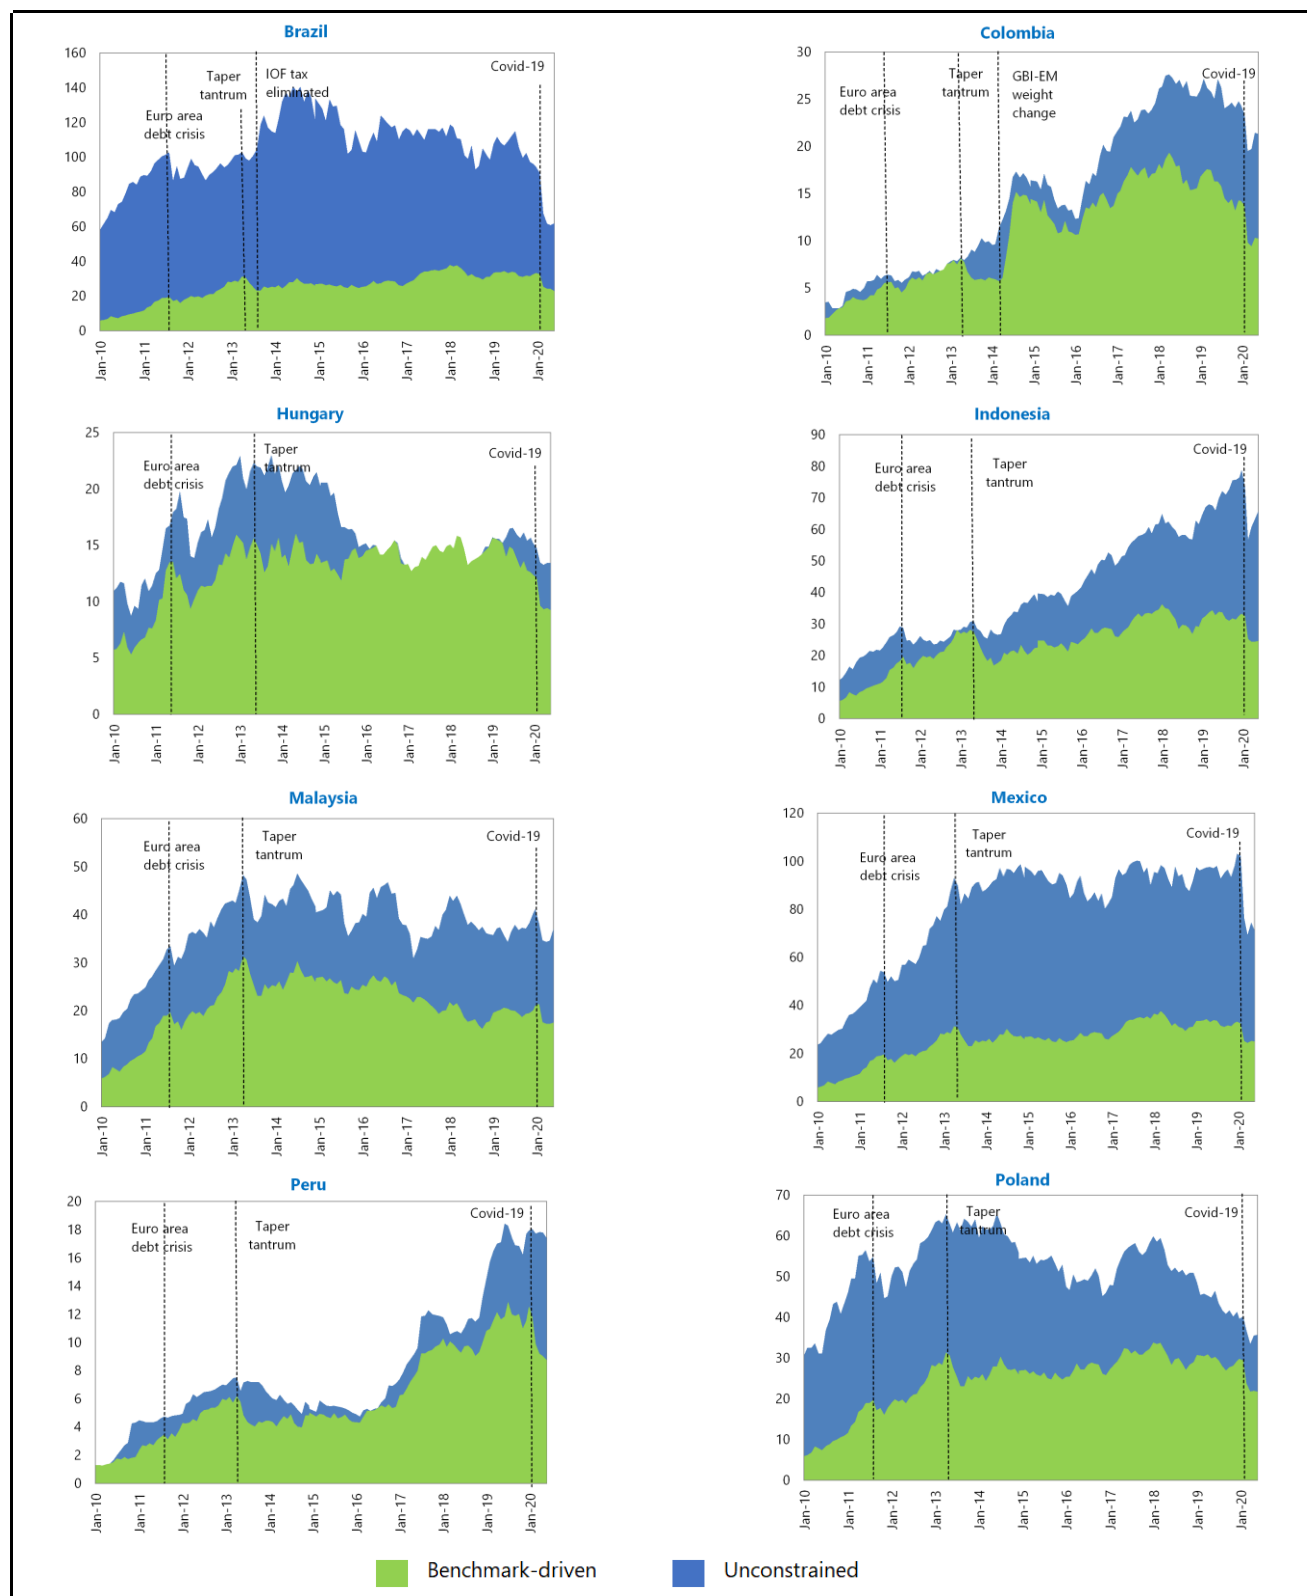 Brazil
160
140
120
100
80
60
40
20
0
Euro area
debt crisis
Taper
tantrum
IOF tax
eliminated
Covid-19
Jan-10
Jan-11
Jan-12
Jan-13
Jan-14
Jan-15
Jan-16
Jan-17
Jan-18
Jan-19
Jan-20
Colombia
30
25
20
15
10
5
0
Euro area
debt crisis
Taper
tantrum
GBI-EM
weight
change
Covid-19
Jan-10
Jan-11
Jan-12
Jan-13
Jan-14
Jan-15
Jan-16
Jan-17
Jan-18
Jan-19
Jan-20
Hungary
25
20
15
10
5
0
Euro area
debt crisis
Taper
tantrum
Covid-19
Jan-10
Jan-11
Jan-12
Jan-13
Jan-14
Jan-15
Jan-16
Jan-17
Jan-18
Jan-19
Jan-20
Indonesia
90
80
70
60
50
40
30
20
10
0
Euro area
debt crisis
Taper
tantrum
Covid-19
Jan-10
Jan-11
Jan-12
Jan-13
Jan-14
Jan-15
Jan-16
Jan-17
Jan-18
Jan-19
Jan-20
Malaysia
60
50
40
30
20
10
0
Euro area
debt crisis
Taper
tantrum
Covid-19
Jan-10
Jan-11
Jan-12
Jan-13
Jan-14
Jan-15
Jan-16
Jan-17
Jan-18
Jan-19
Jan-20
Mexico
120
100
80
60
40
20
0
Euro area
debt crisis
Taper
tantrum
Covid-19
Jan-10
Jan-11
Jan-12
Jan-13
Jan-14
Jan-15
Jan-16
Jan-17
Jan-18
Jan-19
Jan-20
Peru
20
18
16
14
12
10
8
6
4
2
0
Euro area
debt crisis
Taper
tantrum
Covid-19
Jan-10
Jan-11
Jan-12
Jan-13
Jan-14
Jan-15
Jan-16
Jan-17
Jan-18
Jan-19
Jan-20
Poland
70
60
50
40
30
20
10
0
Euro area
debt crisis
Taper
tantrum
Covid-19
Jan-10
Jan-11
Jan-12
Jan-13
Jan-14
Jan-15
Jan-16
Jan-17
Jan-18
Jan-19
Jan-20
Benchmark-driven
Unconstrained